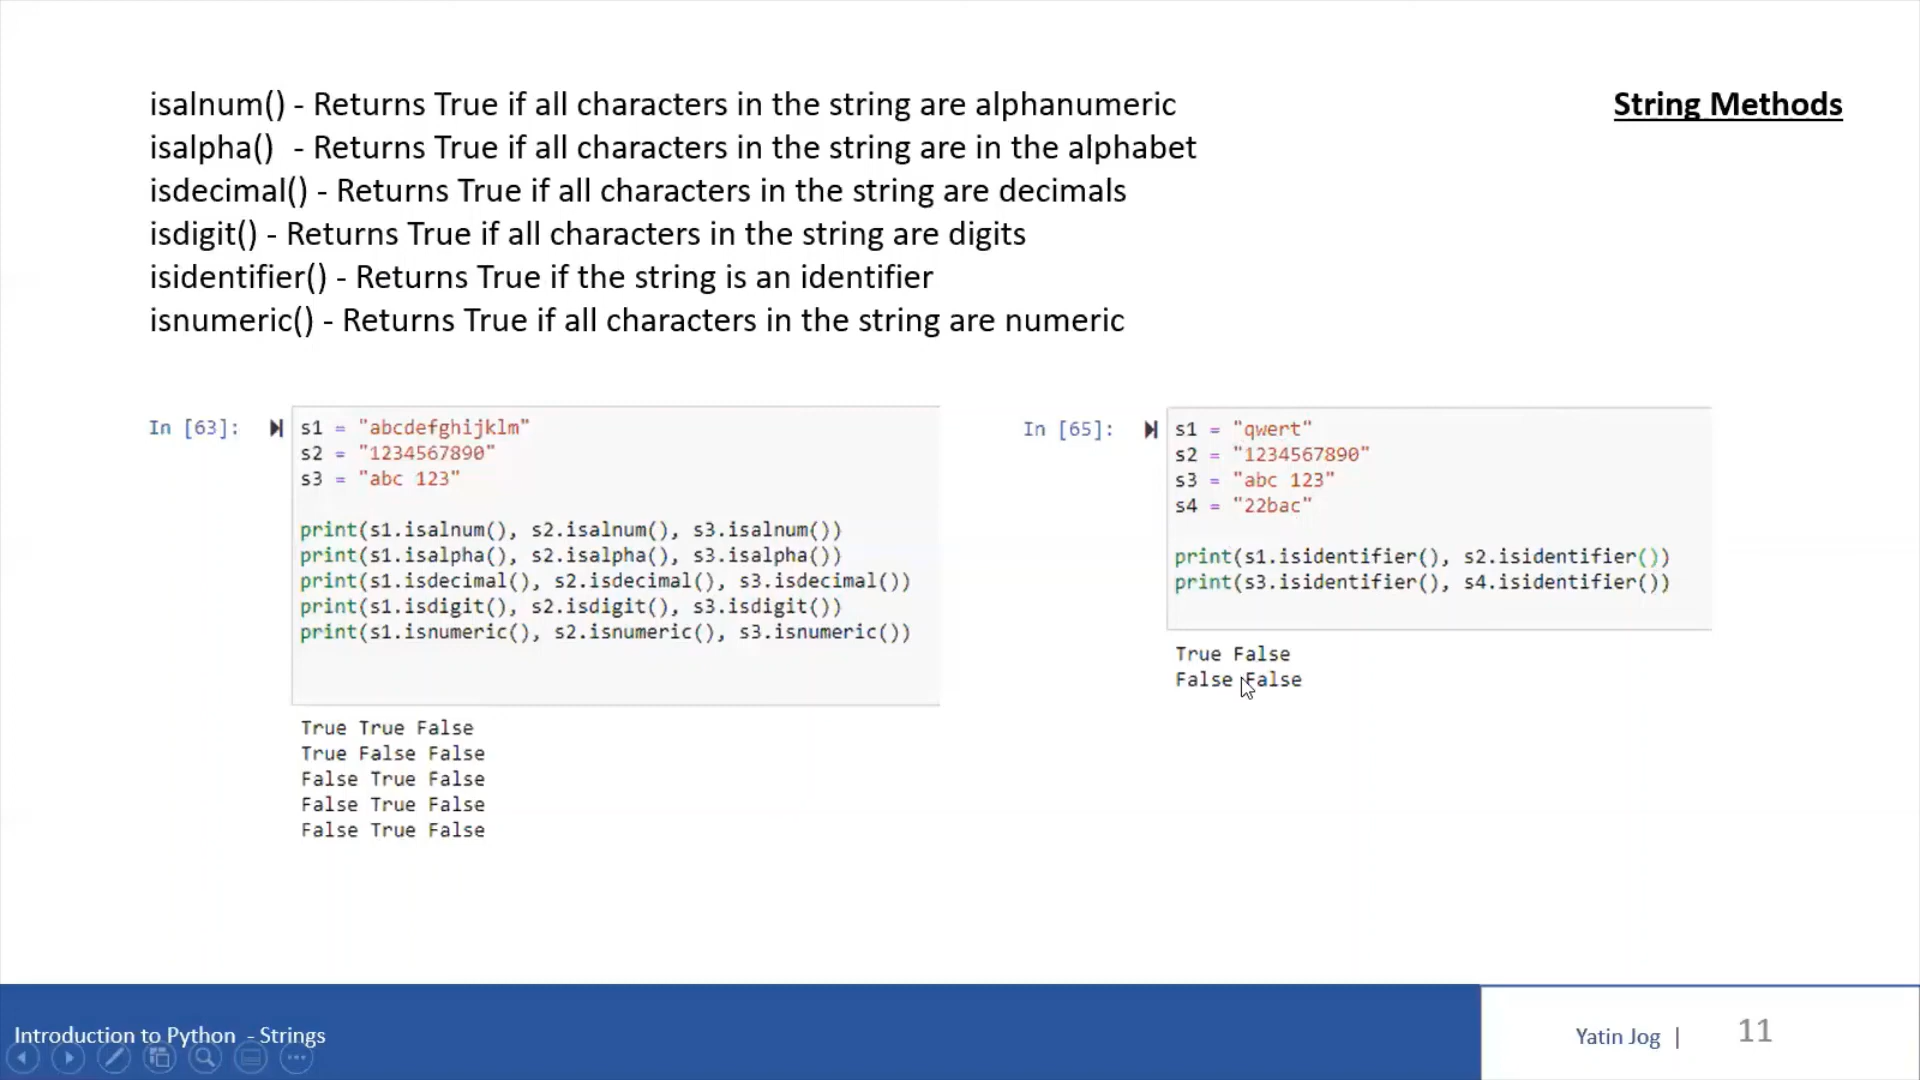 isalnum() - Returns True if all characters in the string are alphanumeric
String Methods
isalpha()  - Returns True if all characters in the string are in the alphabet
isdecimal() - Returns True if all characters in the string are decimals
isdigit() - Returns True if all characters in the string are digits
isidentifier() - Returns True if the string is an identifier
isnumeric() - Returns True if all characters in the string are numeric
In [63]:
s1 = "abcdefghijklm"
s2 = "1234567890"
s3 = "abc 123"
print(s1.isalnum(), s2.isalnum(), s3.isalnum())
print(s1.isalpha(), s2.isalpha(), s3.isalpha())
print(s1.isdecimal(), s2.isdecimal(), s3.isdecimal())
print(s1.isdigit(), s2.isdigit(), s3.isdigit())
print(s1.isnumeric(), s2.isnumeric(), s3.isnumeric())
True True False
True False False
False True False
False True False
False True False
In [65]:
s1 = "qwert"
s2 = "1234567890"
s3 = "abc 123"
s4 = "22bac"
print(s1.isidentifier(), s2.isidentifier())
print(s3.isidentifier(), s4.isidentifier())
True False
False False
Introduction to Python  - Strings
Yatin Jog |
11